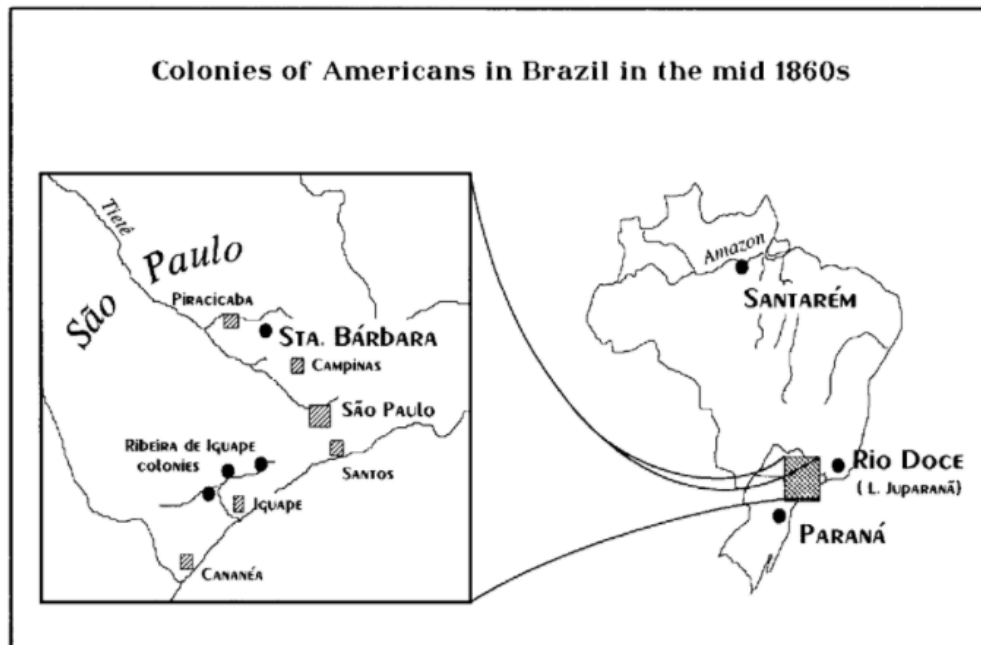 Colonies of Americans in Brazil in the mid 1860s
Tietê
São Paulo
Piracicaba
Sta. Bárbara
Campinas
São Paulo
Ribeira de Iguape
colonies
Santos
Iguape
Cananéa
Amazon
Santarém
Rio Doce
(L. Juparanã)
Paraná